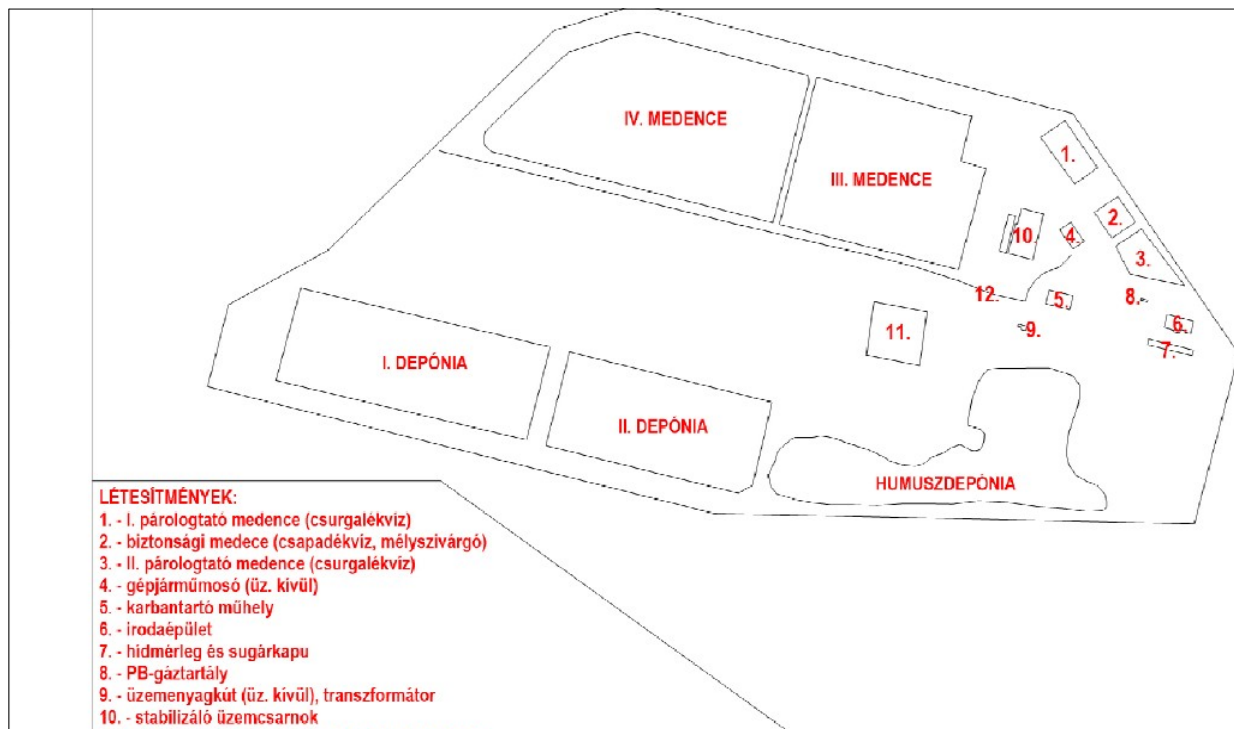 IV. MEDENCE
III. MEDENCE
1.
2.
3.
4.
10.
12.
5.
8.
6.
7.
9.
11.
I. DEPÓNIA
II. DEPÓNIA
HUMUSZDEPÓNIA
LÉTESÍTMÉNYEK:
1. - I. párologtató medence (csurgalékvíz)
2. - biztonsági medece (csapadékvíz, mélyszivárgó)
3. - II. párologtató medence (csurgalékvíz)
4. - gépjárműmosó (üz. kívül)
5. - karbantartó műhely
6. - irodaépület
7. - hídmérleg és sugárkapu
8. - PB-gáztartály
9. - üzemenyagkút (üz. kívül), transzformátor
10. - stabilizáló üzemcsarnok